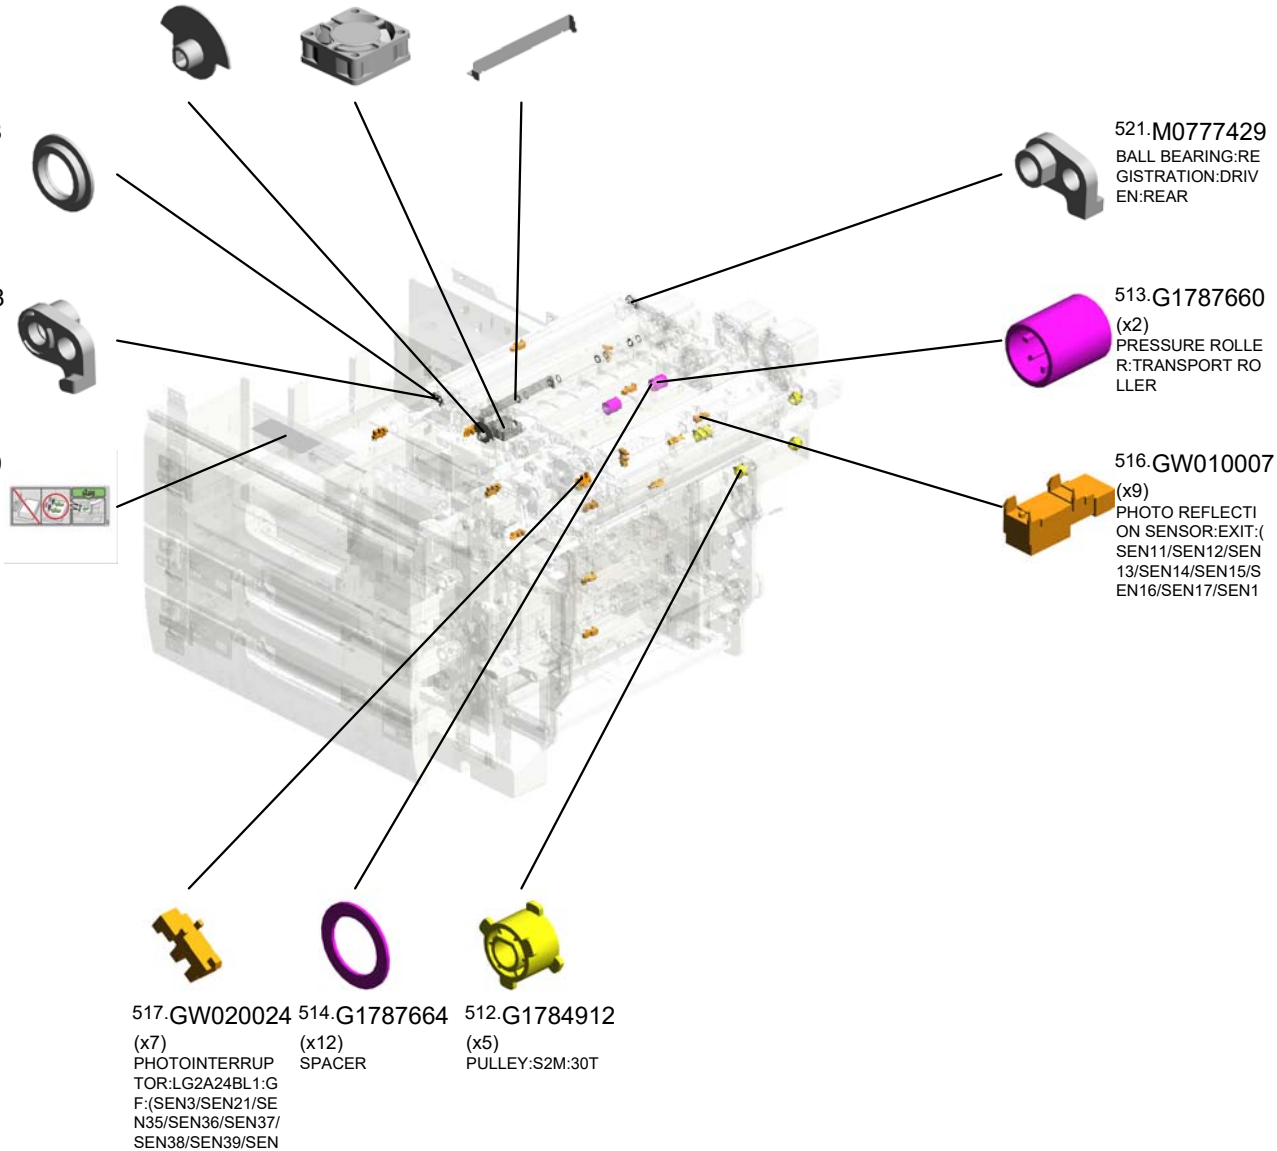 521.M0777429
BALL BEARING:RE
GISTRATION:DRIV
EN:REAR
513.G1787660
(x2)
PRESSURE ROLLE
R:TRANSPORT RO
LLER
516.GW010007
(x9)
PHOTO REFLECTI
ON SENSOR:EXIT:(
SEN11/SEN12/SEN
13/SEN14/SEN15/S
EN16/SEN17/SEN1
517.GW020024
(x7)
PHOTOINTERRUP
TOR:LG2A24BL1:G
F:(SEN3/SEN21/SE
N35/SEN36/SEN37/
SEN38/SEN39/SEN
514.G1787664
(x12)
SPACER
512.G1784912
(x5)
PULLEY:S2M:30T